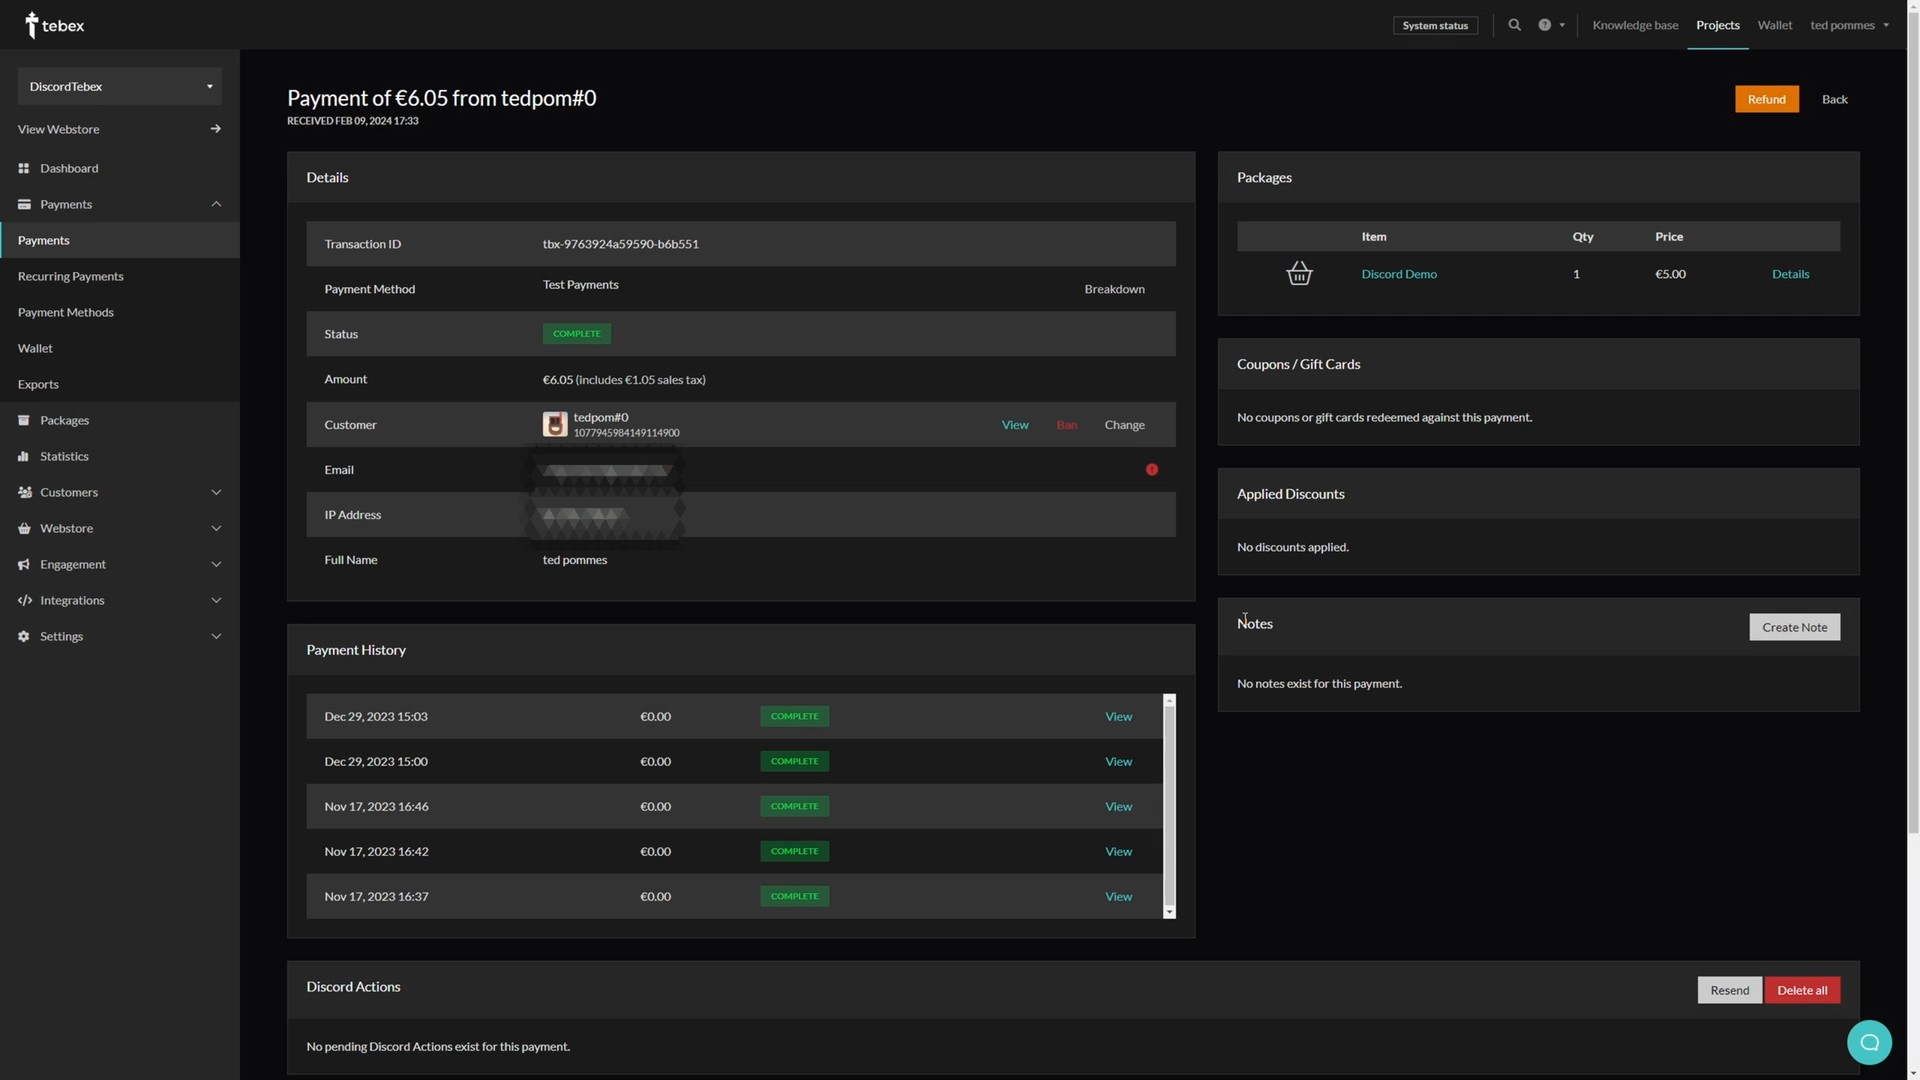 tebex
System status
Knowledge base
Projects
Wallet
ted pommes
DiscordTebex
View Webstore
Dashboard
Payments
Payments
Recurring Payments
Payment Methods
Wallet
Exports
Packages
Statistics
Customers
Webstore
Engagement
Integrations
Settings
Payment of €6.05 from tedpom#0
RECEIVED FEB 09, 2024 17:33
Refund
Back
Details
Transaction ID tbx-9763924a59590-b6b551
Payment Method Test Payments Breakdown
Status COMPLETE
Amount €6.05 (includes €1.05 sales tax)
Customer tedpom#0
1077945984149114900
View Ban Change
Email
IP Address
Full Name ted pommes
Payment History
Dec 29, 2023 15:03 €0.00 COMPLETE View
Dec 29, 2023 15:00 €0.00 COMPLETE View
Nov 17, 2023 16:46 €0.00 COMPLETE View
Nov 17, 2023 16:42 €0.00 COMPLETE View
Nov 17, 2023 16:37 €0.00 COMPLETE View
Packages
Item Qty Price
Discord Demo 1 €5.00 Details
Coupons / Gift Cards
No coupons or gift cards redeemed against this payment.
Applied Discounts
No discounts applied.
Notes
Create Note
No notes exist for this payment.
Discord Actions
Resend
Delete all
No pending Discord Actions exist for this payment.